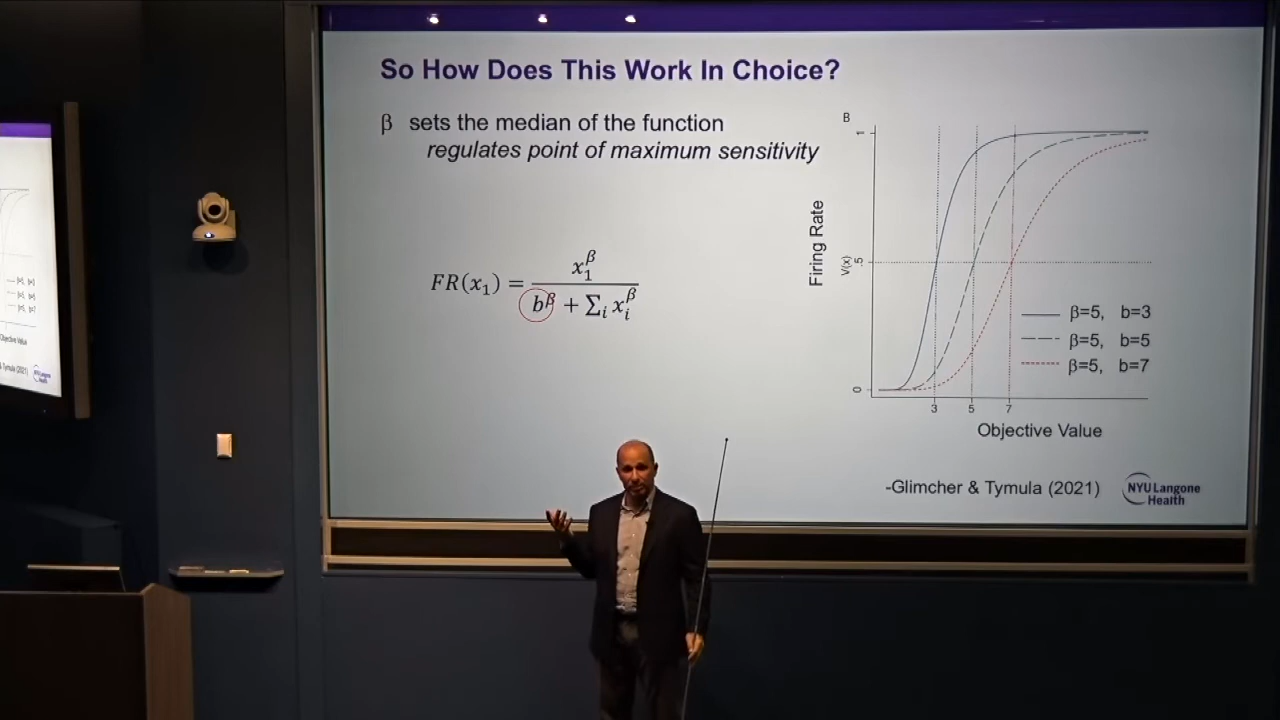 So How Does This Work In Choice?
β sets the median of the function
regulates point of maximum sensitivity
FR(x₁) = x₁^β / (b^β + ∑ᵢ xᵢ^β)
B
1
.5
0
Firing Rate
V(x)
β=5, b=3
β=5, b=5
β=5, b=7
3 5 7
Objective Value
-Glimcher & Tymula (2021)
NYU Langone
Health